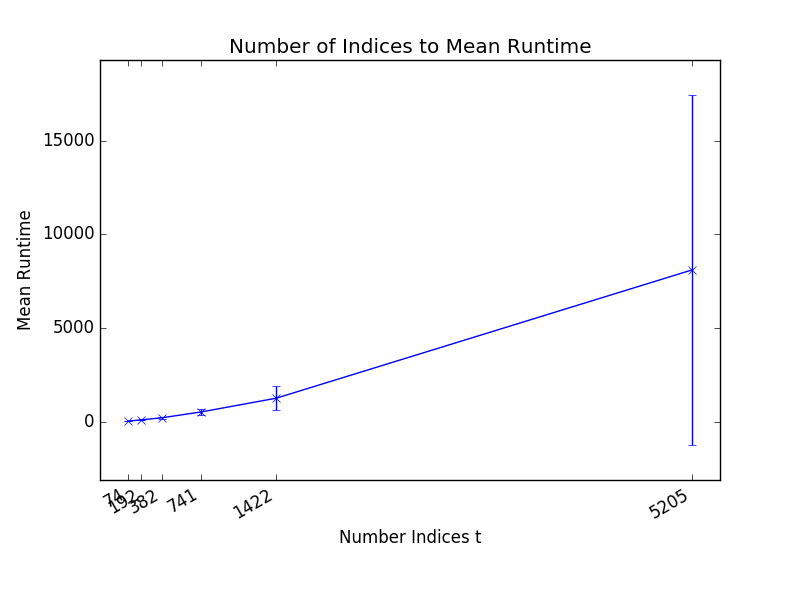 Number of Indices to Mean Runtime
15000
10000
5000
0
Mean Runtime
74 192 382 741 1422 5205
Number Indices t